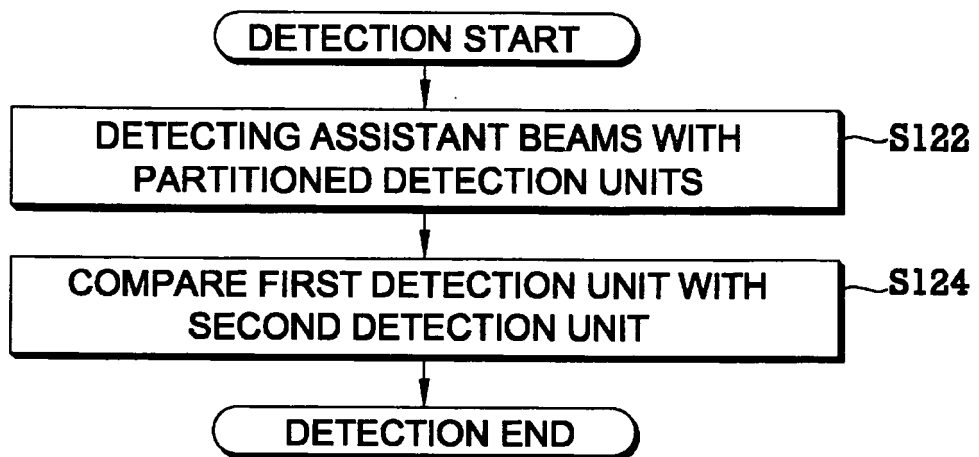 DETECTION START
DETECTING ASSISTANT BEAMS WITH
PARTITIONED DETECTION UNITS
S122
COMPARE FIRST DETECTION UNIT WITH
SECOND DETECTION UNIT
S124
DETECTION END